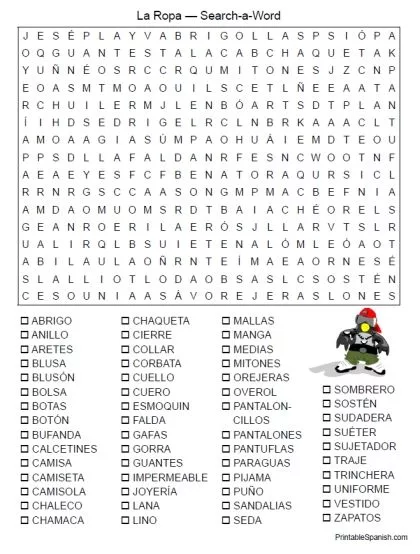 La Ropa — Search-a-Word
J E S É P L A Y V A B R I G O L L A S P S I Ó P A
O Q G U A N T E S T A L A C A B C H A Q U E T A K
Y U Ñ N É O S R C C R Q U M I T O N E S J Z C N P
E O A S M T M O A O U I L S C E T L Ñ E E A A T A
R C H U I L E R M J L E N B Ó A R T S D T P L A N
Í I H D S E D R I G E L R C L N B R K A A A C L T
A M O A A G I A S Ú M P A O H U Á I E M D T E O U
P P S D L L A F A L D A N R F E S N C W O O T N F
A E A E Y E S F C F B E N A T O R A Q U R S I C L
R R N R G S C C A A S O N G M P M A C B E F N I A
A M D A O M U O M S R D T B A I A C H É O R E L S
G E A N R O E R I L A E R Ó S J L L A R V T S L R
U A L I R Q L B S U I E T E N A L Ó M L E Ó A O T
A B I L A U L A O Ñ R N T E Í M A E A O R N E S É
S L A L L I O T L O D A O B S A S L C S O S T É N
C E S O U N I A A S Á V O R E J E R A S L O N E S
ABRIGO
ANILLO
ARETES
BLUSA
BLUSÓN
BOLSA
BOTAS
BOTÓN
BUFANDA
CALCETINES
CAMISA
CAMISETA
CAMISOLA
CHALECO
CHAMACA
CHAQUETA
CIERRE
COLLAR
CORBATA
CUELLO
CUERO
ESMOQUIN
FALDA
GAFAS
GORRA
GUANTES
IMPERMEABLE
JOYERÍA
LANA
LINO
MALLAS
MANGA
MEDIAS
MITONES
OREJERAS
OVEROL
PANTALON-
CILLOS
PANTALONES
PANTUFLAS
PARAGUAS
PIJAMA
PUÑO
SANDALIAS
SEDA
SOMBRERO
SOSTÉN
SUDADERA
SUÉTER
SUJETADOR
TRAJE
TRINCHERA
UNIFORME
VESTIDO
ZAPATOS
PrintableSpanish.com